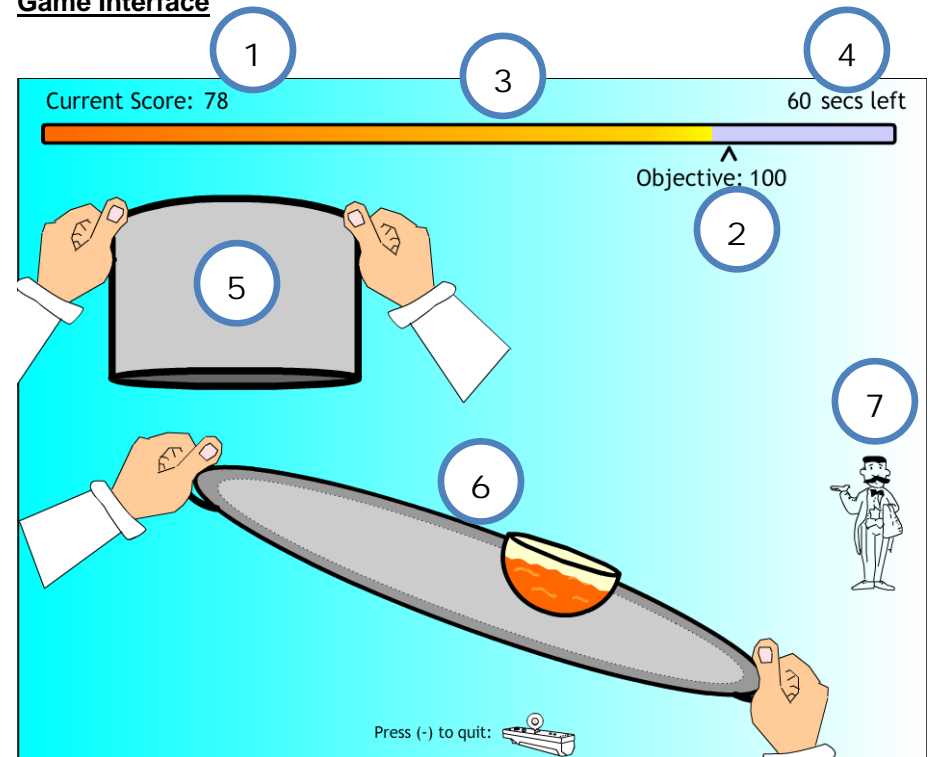 Game Interface
1
3
4
Current Score: 78
60 secs left
Objective: 100
2
5
7
6
Press (-) to quit: